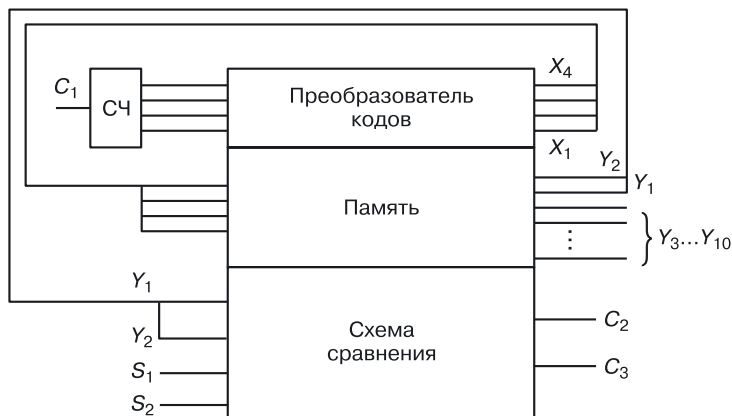 X₄
C₁
СЧ
Преобразователь
кодов
X₁
Y₂
Y₁
Память
Y₃...Y₁₀
Y₁
Y₂
Схема
сравнения
C₂
C₃
S₁
S₂